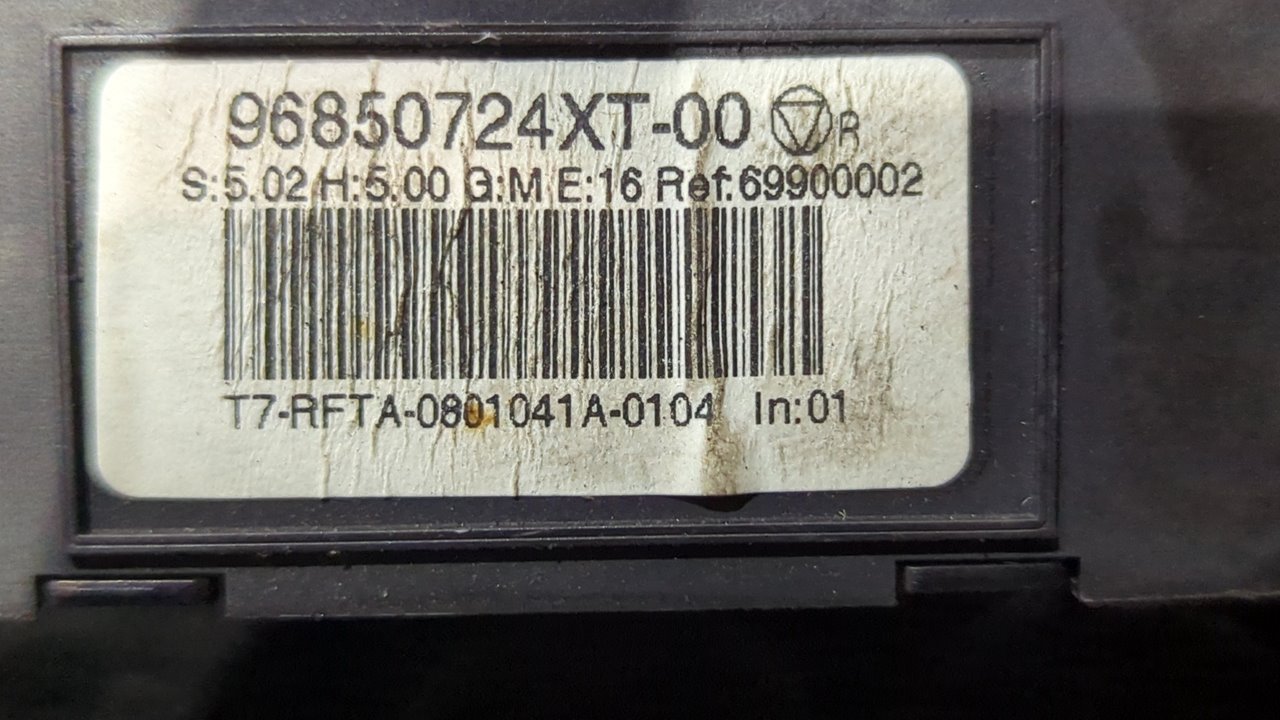 96850724XT-00 R
S:5.02 H:5.00 G:M E:16 Ref:69900002
T7-RFTA-0801041A-0104 In:01